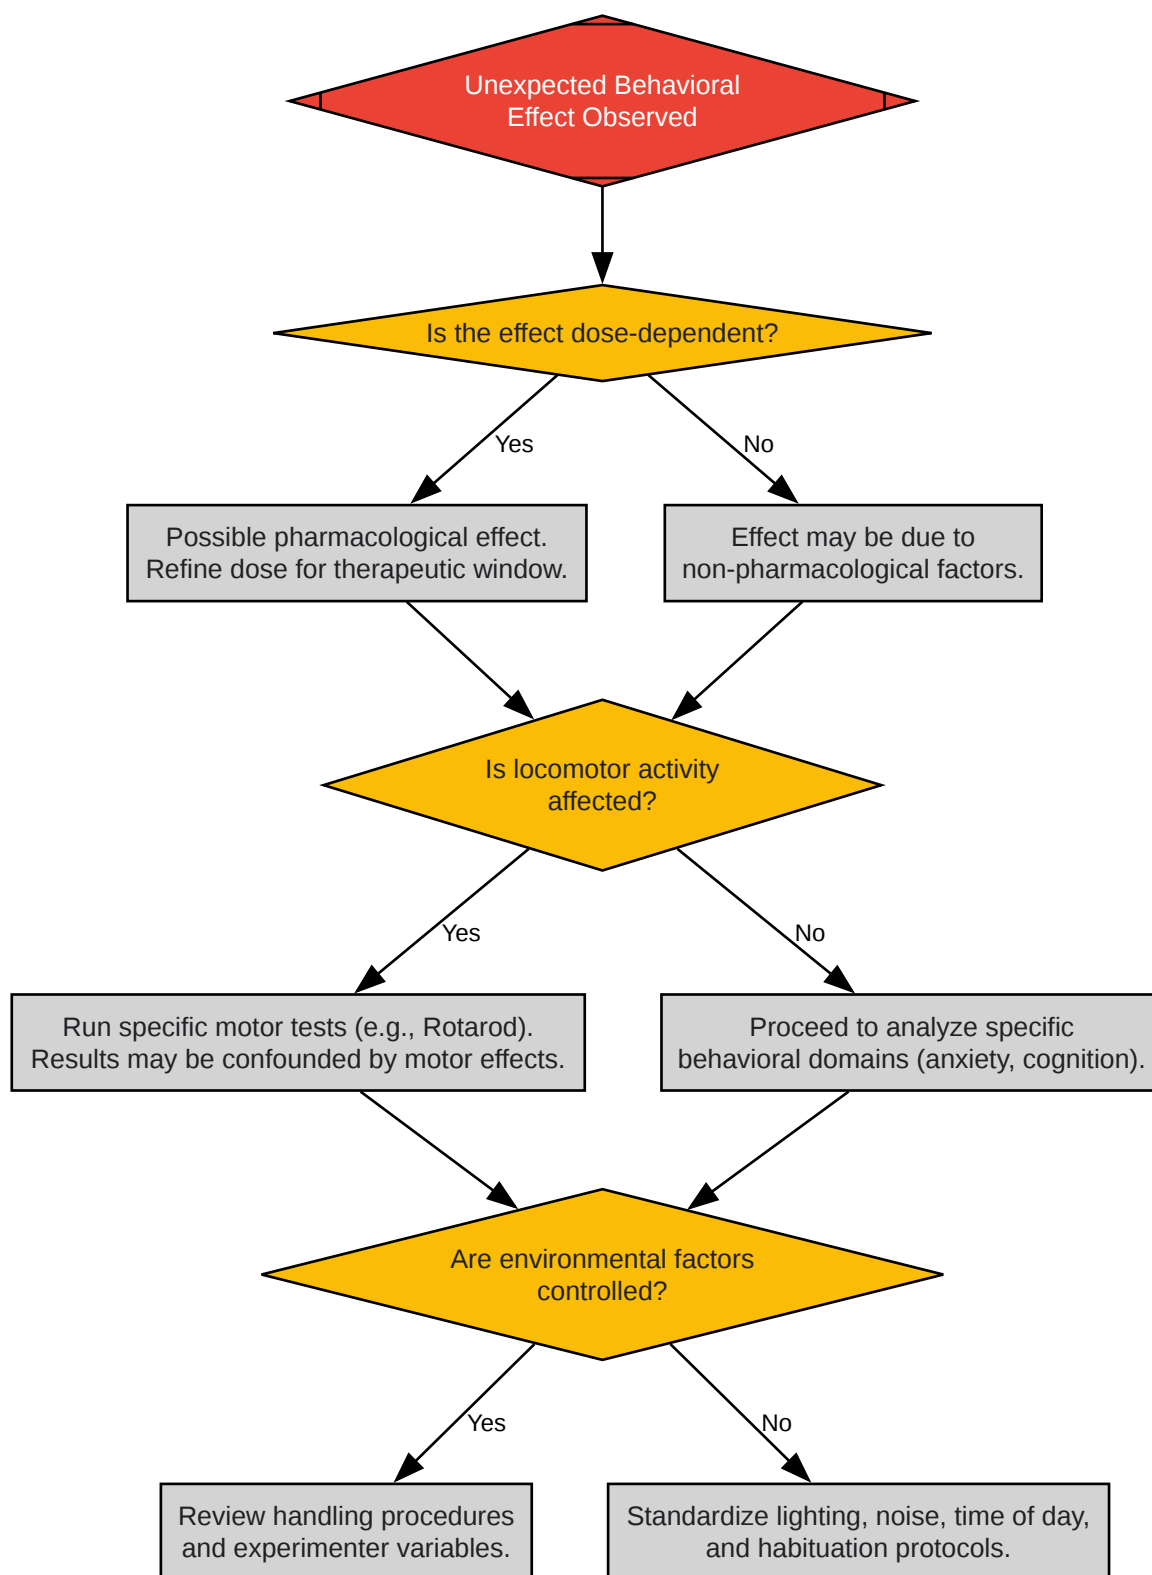 Unexpected Behavioral
Effect Observed
Is the effect dose-dependent?
Yes
No
Possible pharmacological effect.
Refine dose for therapeutic window.
Effect may be due to
non-pharmacological factors.
Is locomotor activity
affected?
Yes
No
Run specific motor tests (e.g., Rotarod).
Results may be confounded by motor effects.
Proceed to analyze specific
behavioral domains (anxiety, cognition).
Are environmental factors
controlled?
Yes
No
Review handling procedures
and experimenter variables.
Standardize lighting, noise, time of day,
and habituation protocols.